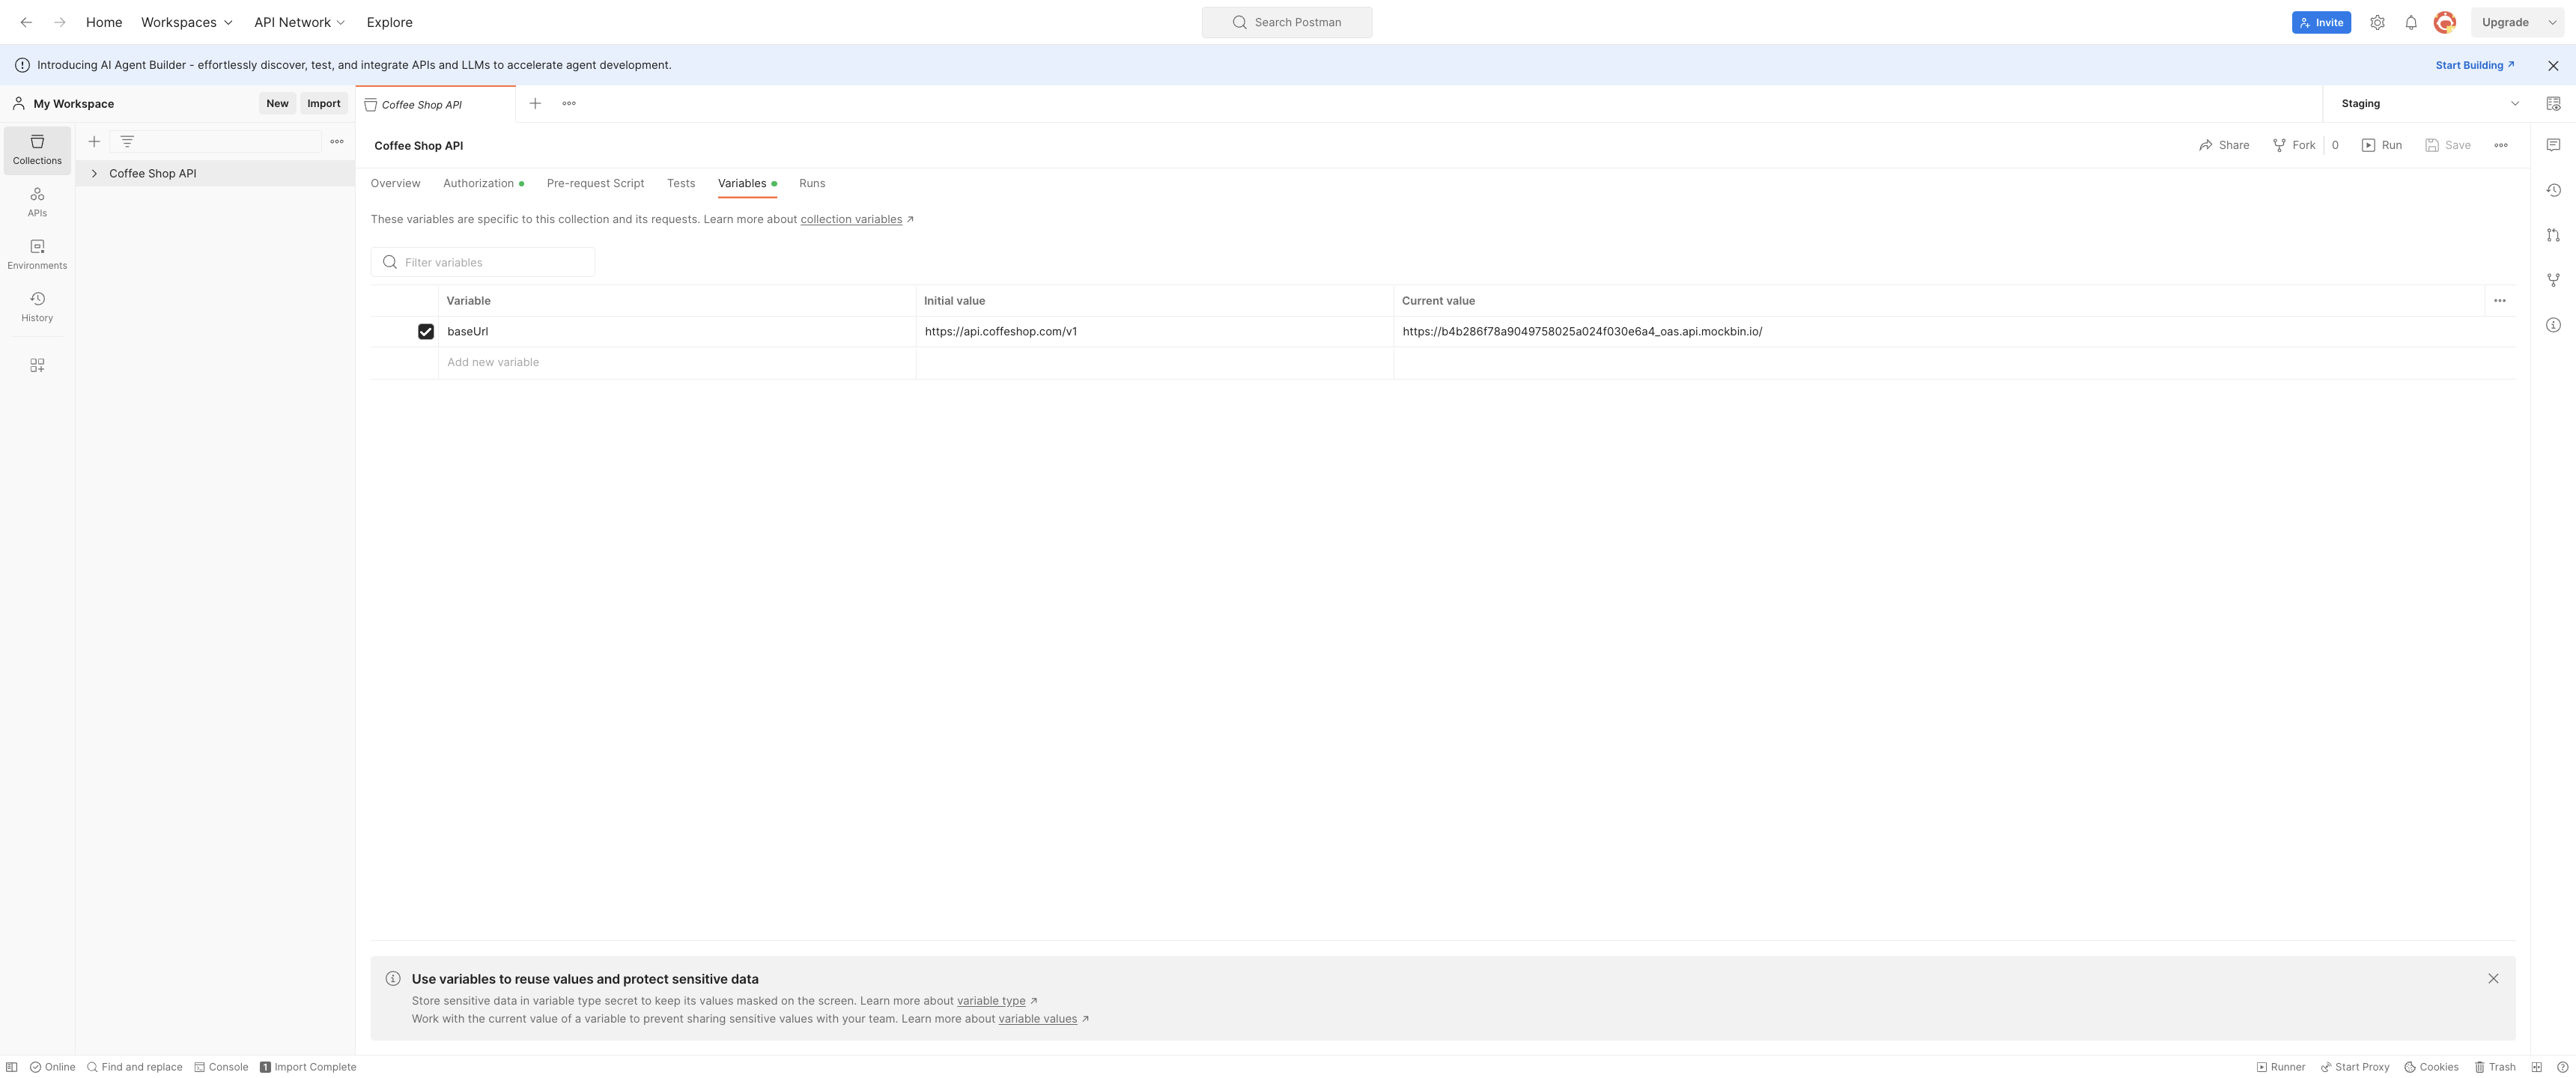 Home Workspaces API Network Explore Search Postman Invite Upgrade
Introducing AI Agent Builder - effortlessly discover, test, and integrate APIs and LLMs to accelerate agent development. Start Building
My Workspace New Import Coffee Shop API Staging
Collections
Coffee Shop API
APIs
Environments
History
Coffee Shop API Share Fork 0 Run Save
Overview Authorization Pre-request Script Tests Variables Runs
These variables are specific to this collection and its requests. Learn more about collection variables
Filter variables
Variable Initial value Current value
baseUrl https://api.coffeshop.com/v1 https://b4b286f78a9049758025a024f030e6a4_oas.api.mockbin.io/
Add new variable
Use variables to reuse values and protect sensitive data
Store sensitive data in variable type secret to keep its values masked on the screen. Learn more about variable type
Work with the current value of a variable to prevent sharing sensitive values with your team. Learn more about variable values
Online Find and replace Console 1 Import Complete Runner Start Proxy Cookies Trash